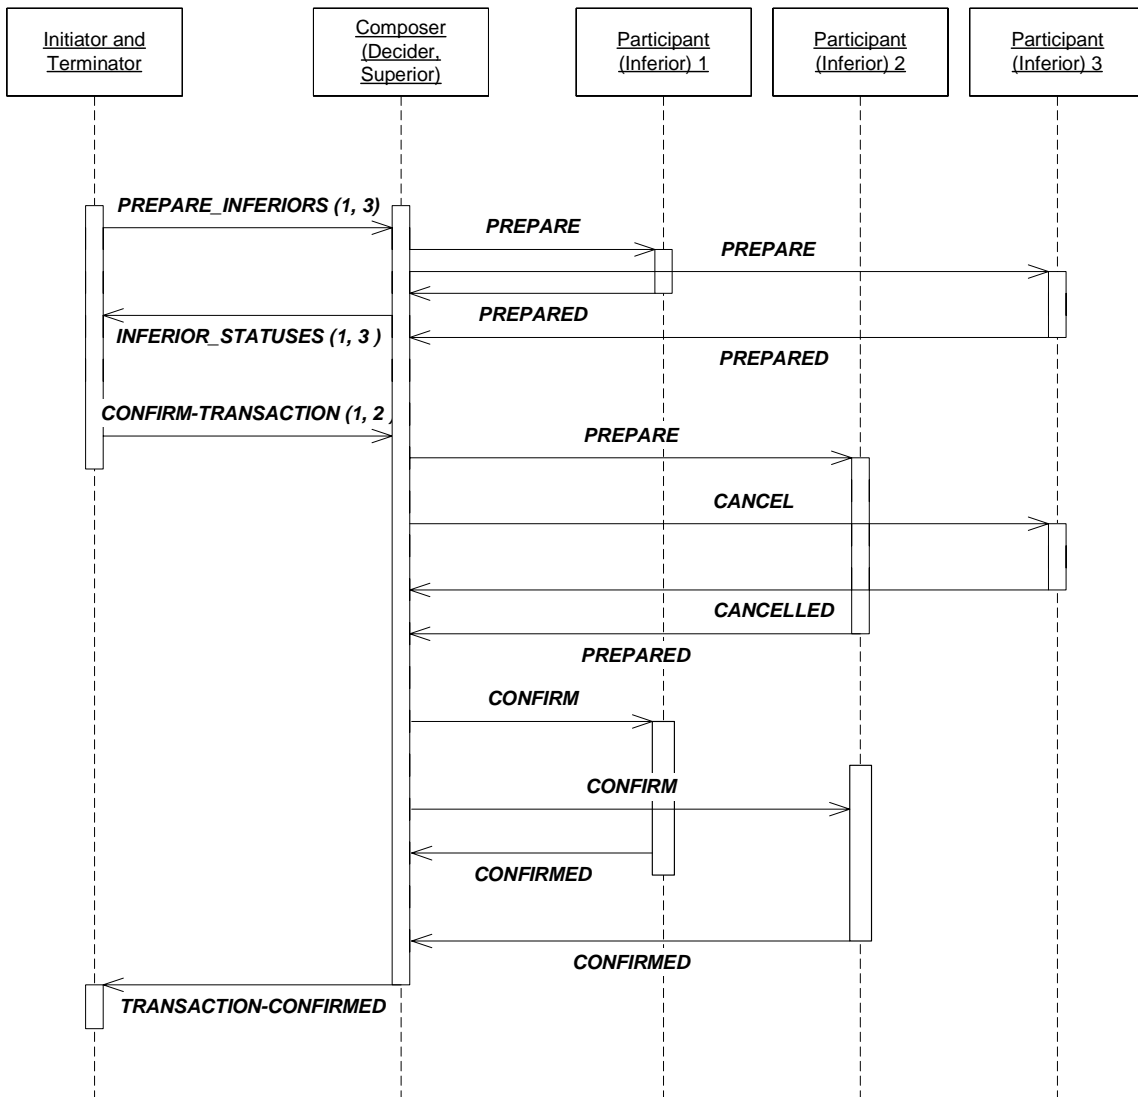 Initiator and
Terminator
Composer
(Decider,
Superior)
Participant
(Inferior) 1
Participant
(Inferior) 2
Participant
(Inferior) 3
PREPARE_INFERIORS (1, 3)
PREPARE
PREPARE
PREPARED
INFERIOR_STATUSES (1, 3 )
PREPARED
CONFIRM-TRANSACTION (1, 2 )
PREPARE
CANCEL
CANCELLED
PREPARED
CONFIRM
CONFIRM
CONFIRMED
CONFIRMED
TRANSACTION-CONFIRMED